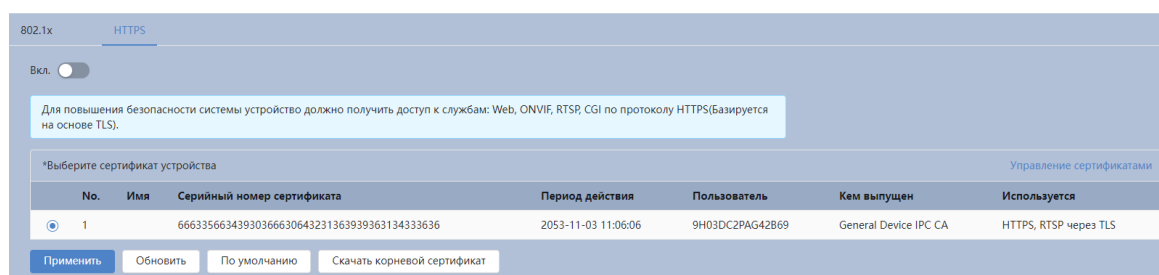 802.1x HTTPS
Вкл.
Для повышения безопасности системы устройство должно получить доступ к службам: Web, ONVIF, RTSP, CGI по протоколу HTTPS(Базируется
на основе TLS).
*Выберите сертификат устройства Управление сертификатами
No. Имя Серийный номер сертификата Период действия Пользователь Кем выпущен Используется
1 66633566343930366630643231363939363134333636 2053-11-03 11:06:06 9H03DC2PAG42B69 General Device IPC CA HTTPS, RTSP через TLS
Применить Обновить По умолчанию Скачать корневой сертификат